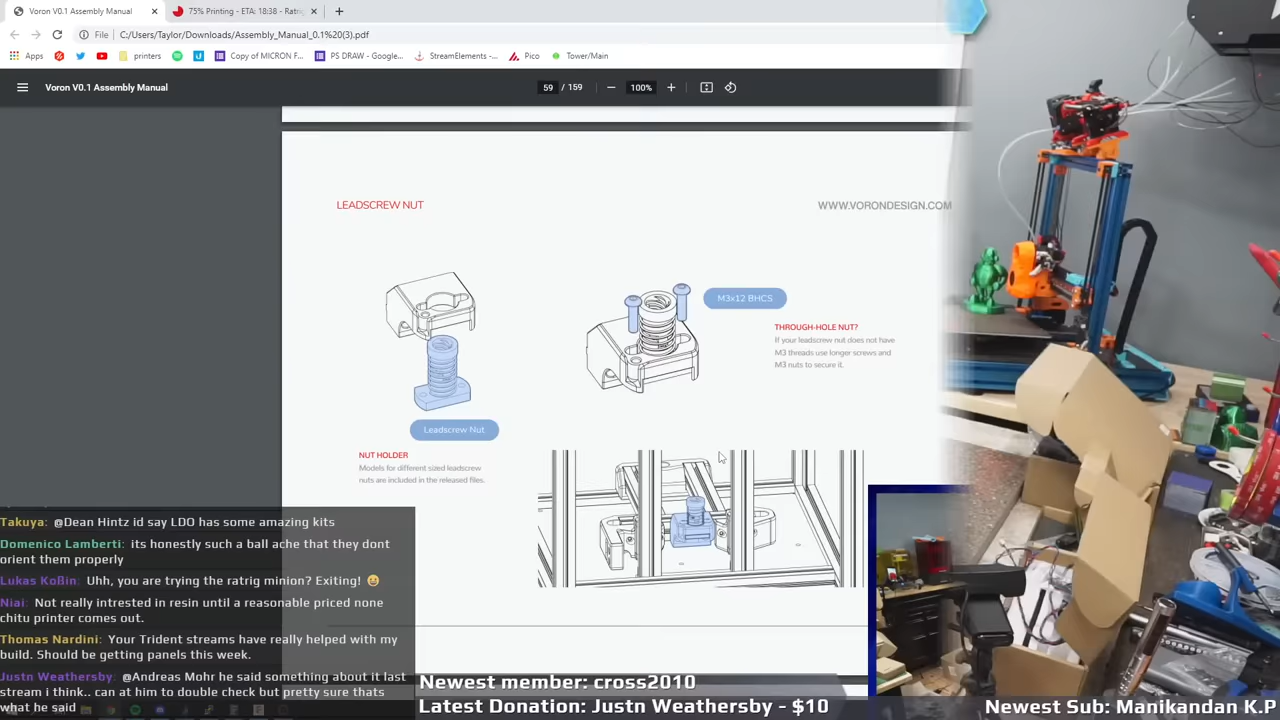 Voron V0.1 Assembly Manual
75% Printing - ETA: 18:38 - Ratrig
File
C:/Users/Taylor/Downloads/Assembly_Manual_0.1%20(3).pdf
Apps
printers
Copy of MICRON F...
PS DRAW - Google...
StreamElements -...
Pico
Tower/Main
Voron V0.1 Assembly Manual
59 / 159
100%
LEADSCREW NUT
WWW.VORONDESIGN.COM
M3x12 BHCS
THROUGH-HOLE NUT?
If your leadscrew nut does not have
M3 threads use longer screws and
M3 nuts to secure it.
Leadscrew Nut
NUT HOLDER
Models for different sized leadscrew
nuts are included in the released files.
Takuya: @Dean Hintz id say LDO has some amazing kits
Domenico Lamberti: its honestly such a ball ache that they dont
orient them properly
Lukas Koßin: Uhh, you are trying the ratrig minion? Exiting!
Niai: Not really intrested in resin until a reasonable priced none
chitu printer comes out.
Thomas Nardini: Your Trident streams have really helped with my
build. Should be getting panels this week.
Justn Weathersby: @Andreas Mohr he said something about it last
stream i think.. can at him to double check but pretty sure thats
what he said
Newest member: cross2010
Latest Donation: Justn Weathersby - $10
Newest Sub: Manikandan K.P